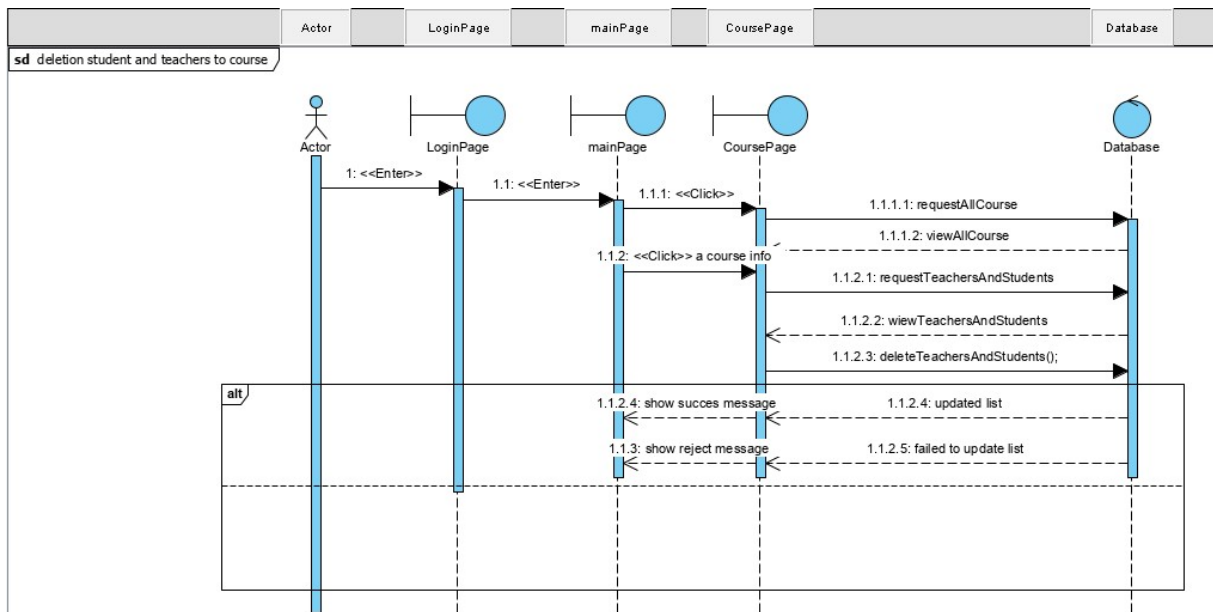 Actor
LoginPage
mainPage
CoursePage
Database
sd deletion student and teachers to course
Actor
LoginPage
mainPage
CoursePage
Database
1: <<Enter>>
1.1: <<Enter>>
1.1.1: <<Click>>
1.1.1.1: requestAllCourse
1.1.1.2: viewAllCourse
1.1.2: <<Click>> a course info
1.1.2.1: requestTeachersAndStudents
1.1.2.2: wiewTeachersAndStudents
1.1.2.3: deleteTeachersAndStudents();
alt
1.1.2.4: show succes message
1.1.2.4: updated list
1.1.3: show reject message
1.1.2.5: failed to update list